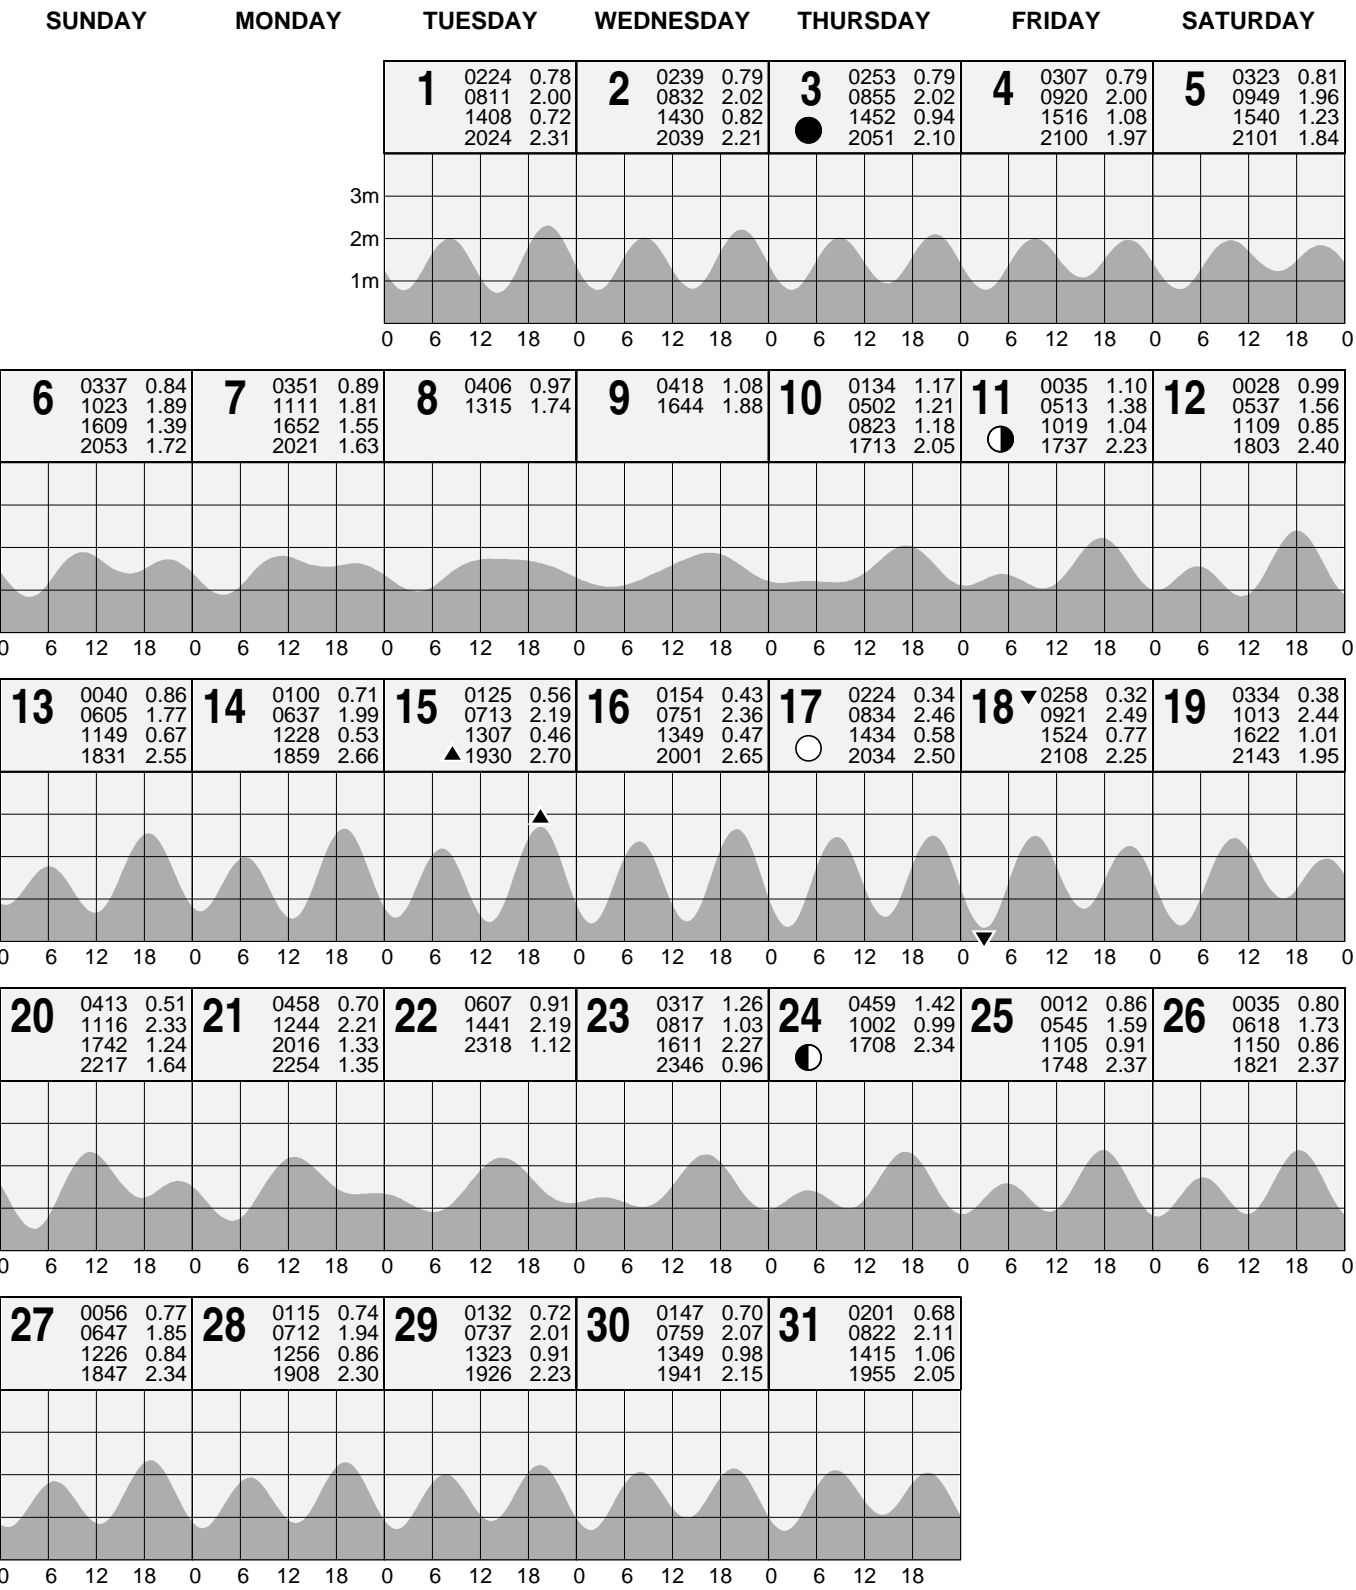 SUNDAY MONDAY TUESDAY WEDNESDAY THURSDAY FRIDAY SATURDAY
1 0224 0.78 2 0239 0.79 3 0253 0.79 4 0307 0.79 5 0323 0.81
0811 2.00 0832 2.02 0855 2.02 0920 2.00 0949 1.96
1408 0.72 1430 0.82 1452 0.94 1516 1.08 1540 1.23
2024 2.31 2039 2.21 2051 2.10 2100 1.97 2101 1.84
3m
2m
1m
0 6 12 18 0 6 12 18 0 6 12 18 0 6 12 18 0 6 12 18 0
6 0337 0.84 7 0351 0.89 8 0406 0.97 9 0418 1.08 10 0134 1.17 11 0035 1.10 12 0028 0.99
1023 1.89 1111 1.81 1315 1.74 1644 1.88 0502 1.21 0513 1.38 0537 1.56
1609 1.39 1652 1.55 0823 1.18 1019 1.04 1109 0.85
2053 1.72 2021 1.63 1713 2.05 1737 2.23 1803 2.40
0 6 12 18 0 6 12 18 0 6 12 18 0 6 12 18 0 6 12 18 0 6 12 18 0 6 12 18 0
13 0040 0.86 14 0100 0.71 15 0125 0.56 16 0154 0.43 17 0224 0.34 18 0258 0.32 19 0334 0.38
0605 1.77 0637 1.99 0713 2.19 0751 2.36 0834 2.46 0921 2.49 1013 2.44
1149 0.67 1228 0.53 1307 0.46 1349 0.47 1434 0.58 1524 0.77 1622 1.01
1831 2.55 1859 2.66 1930 2.70 2001 2.65 2034 2.50 2108 2.25 2143 1.95
0 6 12 18 0 6 12 18 0 6 12 18 0 6 12 18 0 6 12 18 0 6 12 18 0 6 12 18 0
20 0413 0.51 21 0458 0.70 22 0607 0.91 23 0317 1.26 24 0459 1.42 25 0012 0.86 26 0035 0.80
1116 2.33 1244 2.21 1441 2.19 0817 1.03 1002 0.99 0545 1.59 0618 1.73
1742 1.24 2016 1.33 2318 1.12 1611 2.27 1708 2.34 1105 0.91 1150 0.86
2217 1.64 2254 1.35 2346 0.96 1748 2.37 1821 2.37
0 6 12 18 0 6 12 18 0 6 12 18 0 6 12 18 0 6 12 18 0 6 12 18 0 6 12 18 0
27 0056 0.77 28 0115 0.74 29 0132 0.72 30 0147 0.70 31 0201 0.68
0647 1.85 0712 1.94 0737 2.01 0759 2.07 0822 2.11
1226 0.84 1256 0.86 1323 0.91 1349 0.98 1415 1.06
1847 2.34 1908 2.30 1926 2.23 1941 2.15 1955 2.05
0 6 12 18 0 6 12 18 0 6 12 18 0 6 12 18 0 6 12 18